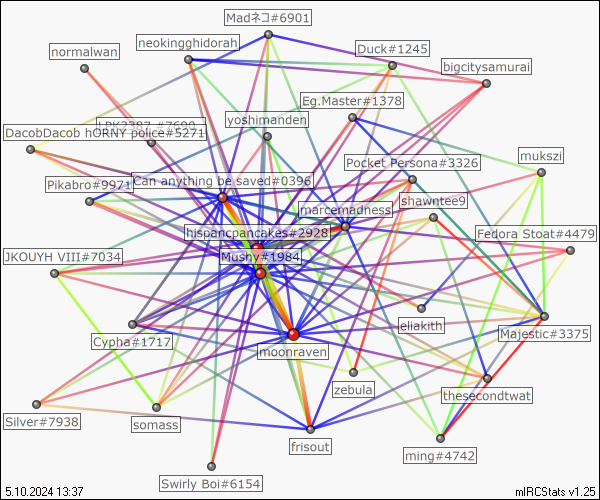 Madネコ#6901
neokingghidorah
Duck#1245
normalwan
bigcitysamurai
Eg.Master#1378
yoshimanden
LPK3387 #7690
DacobDacob hORNY police#5271
mukszi
Pocket Persona#3326
Can anything be saved#0396
Pikabro#9971
shawntee9
marcemadness
hispancpancakes#2928
Fedora Stoat#4479
JKOUYH VIII#7034
Mushy#1984
eliakith
Majestic#3375
Cypha#1717
moonraven
zebula
thesecondtwat
Silver#7938
somass
frisout
ming#4742
Swirly Boi#6154
5.10.2024 13:37
mIRCStats v1.25